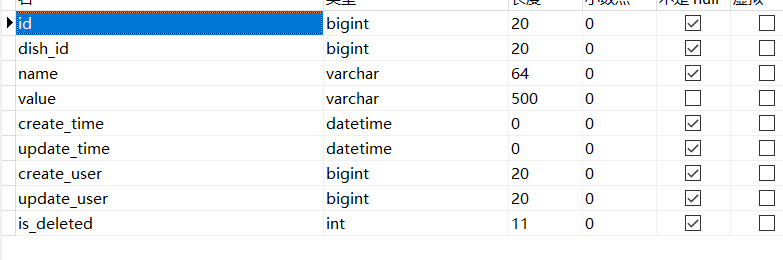 名 类型 长度 小数点 不是 null 虚拟
id bigint 20 0
dish_id bigint 20 0
name varchar 64 0
value varchar 500 0
create_time datetime 0 0
update_time datetime 0 0
create_user bigint 20 0
update_user bigint 20 0
is_deleted int 11 0